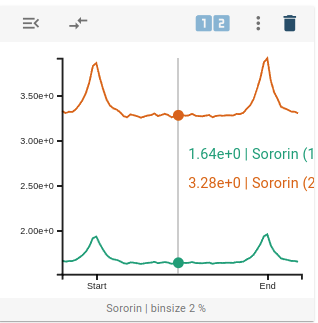 1 2
3.50e+0
3.00e+0
2.50e+0
2.00e+0
1.64e+0 | Sororin (1
3.28e+0 | Sororin (2
Start End
Sororin | binsize 2 %